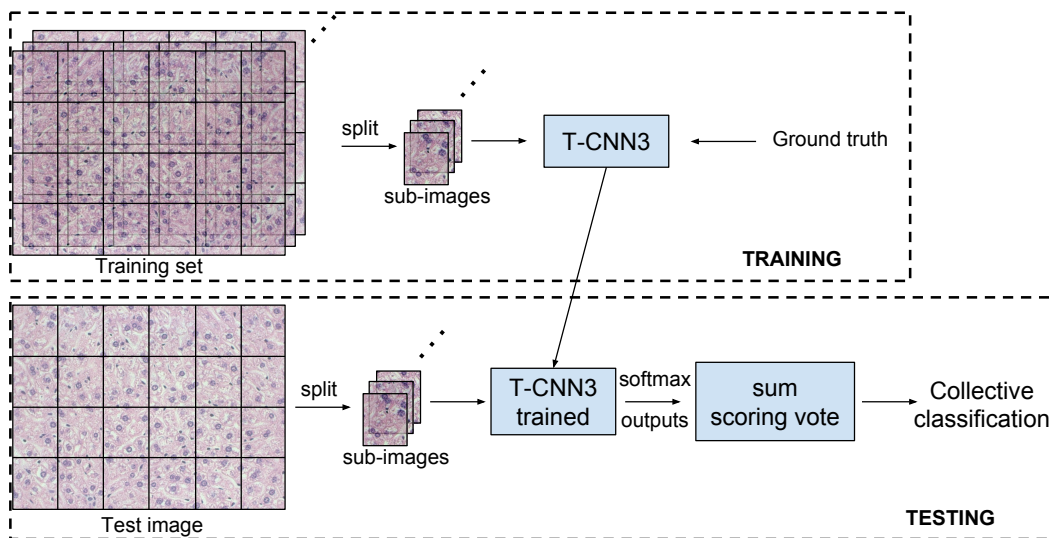 split
T-CNN3
Ground truth
sub-images
Training set
TRAINING
split
T-CNN3
trained
softmax
outputs
sum
scoring vote
Collective
classification
sub-images
Test image
TESTING